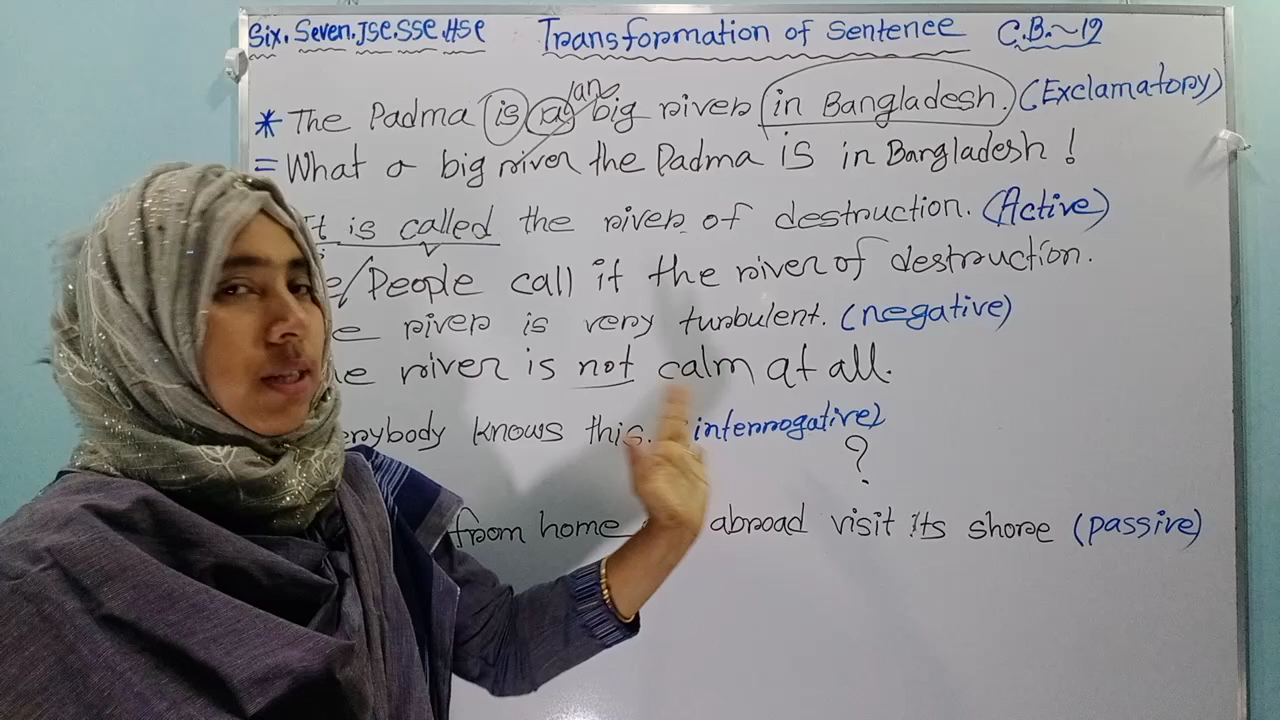 Six. Seven. JSC. SSC. HSC Transformation of Sentence C.B.~12
* The Padma is a/an big river in Bangladesh. (Exclamatory)
= What a big river the Padma is in Bangladesh !
It is called the river of destruction. (Active)
/People call it the river of destruction.
river is very turbulent. (negative)
river is not calm at all.
knows this. (interrogative)
?
from home abroad visit its shore (passive)